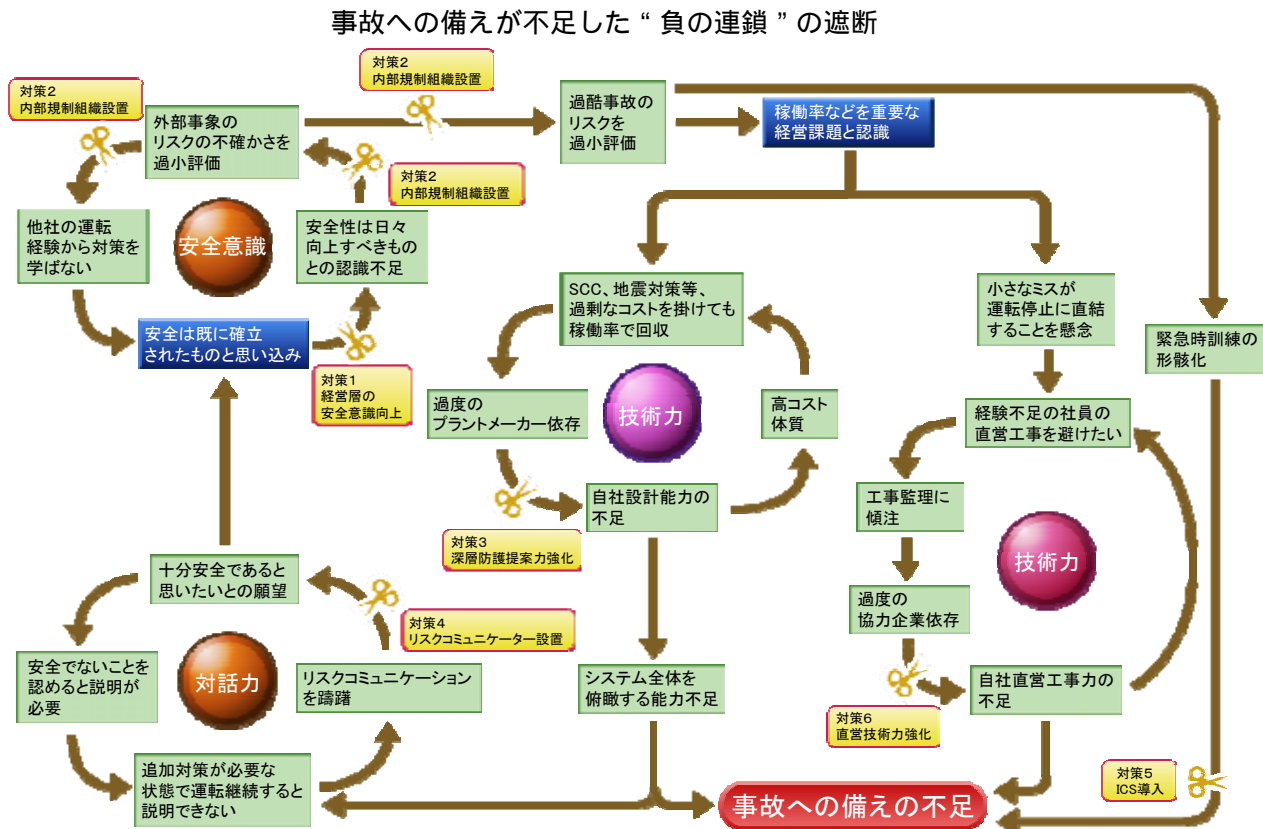 事故への備えが不足した“負の連鎖”の遮断
対策2
内部規制組織設置
対策2
内部規制組織設置
外部事象の
リスクの不確かさを
過小評価
過酷事故の
リスクを
過小評価
稼働率などを重要な
経営課題と認識
対策2
内部規制組織設置
他社の運転
経験から対策を
学ばない
安全意識
安全性は日々
向上すべきもの
との認識不足
安全は既に確立
されたものと思い込み
対策1
経営層の
安全意識向上
SCC、地震対策等、
過剰なコストを掛けても
稼働率で回収
小さなミスが
運転停止に直結
することを懸念
緊急時訓練の
形骸化
過度の
プラントメーカー依存
技術力
高コスト
体質
経験不足の社員の
直営工事を避けたい
自社設計能力の
不足
対策3
深層防護提案力強化
工事監理に
傾注
技術力
過度の
協力企業依存
十分安全であると
思いたいとの願望
対策4
リスクコミュニケーター設置
安全でないことを
認めると説明が
必要
対話力
リスクコミュニケーション
を躊躇
システム全体を
俯瞰する能力不足
自社直営工事力の
不足
対策6
直営技術力強化
追加対策が必要な
状態で運転継続すると
説明できない
事故への備えの不足
対策5
ICS導入